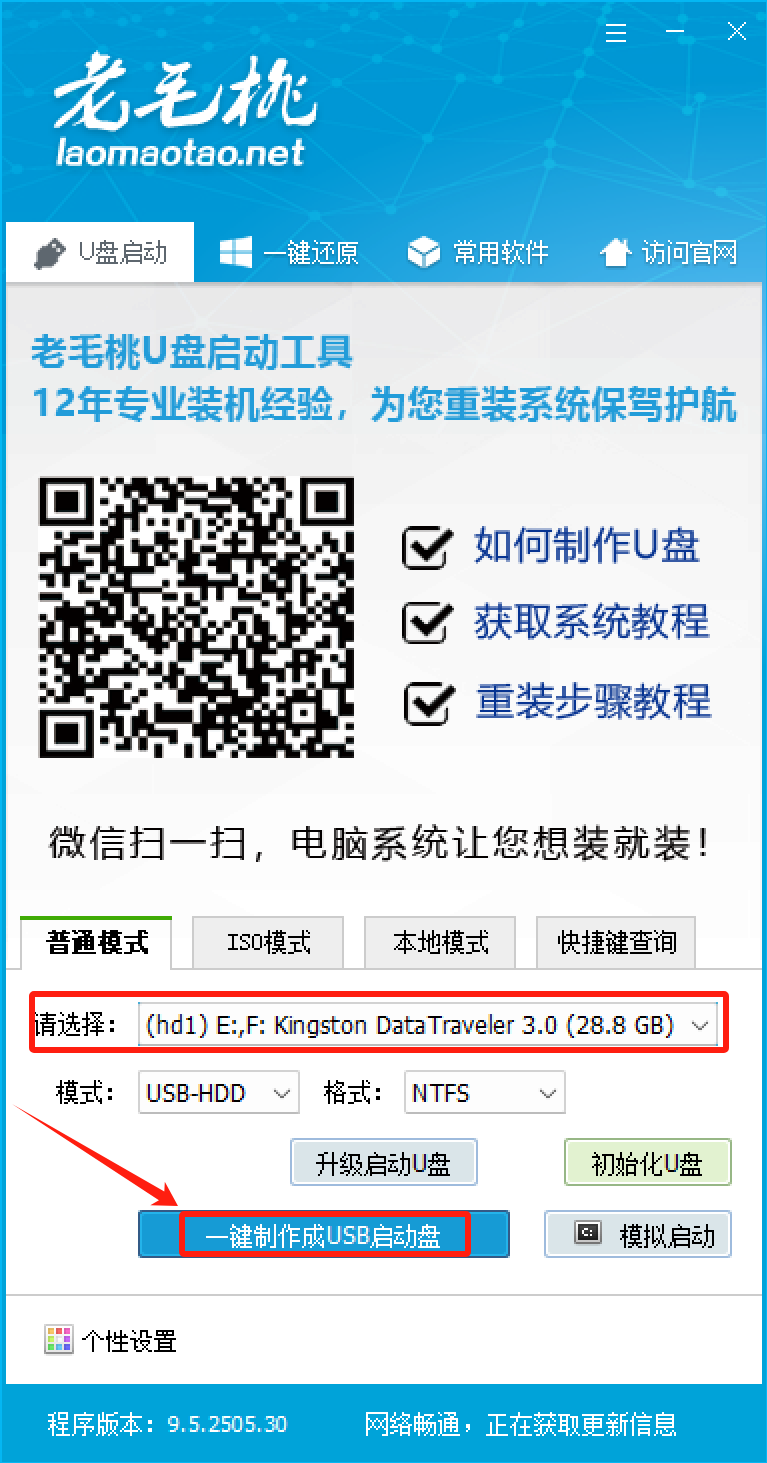 老毛桃
laomaotao.net
U盘启动 一键还原 常用软件 访问官网
老毛桃U盘启动工具
12年专业装机经验，为您重装系统保驾护航
如何制作U盘
获取系统教程
重装步骤教程
微信扫一扫，电脑系统让您想装就装！
普通模式 ISO模式 本地模式 快捷键查询
请选择： (hd1) E:,F: Kingston DataTraveler 3.0 (28.8 GB)
模式： USB-HDD 格式： NTFS
升级启动U盘 初始化U盘
一键制作成USB启动盘 模拟启动
个性设置
程序版本：9.5.2505.30 网络畅通，正在获取更新信息